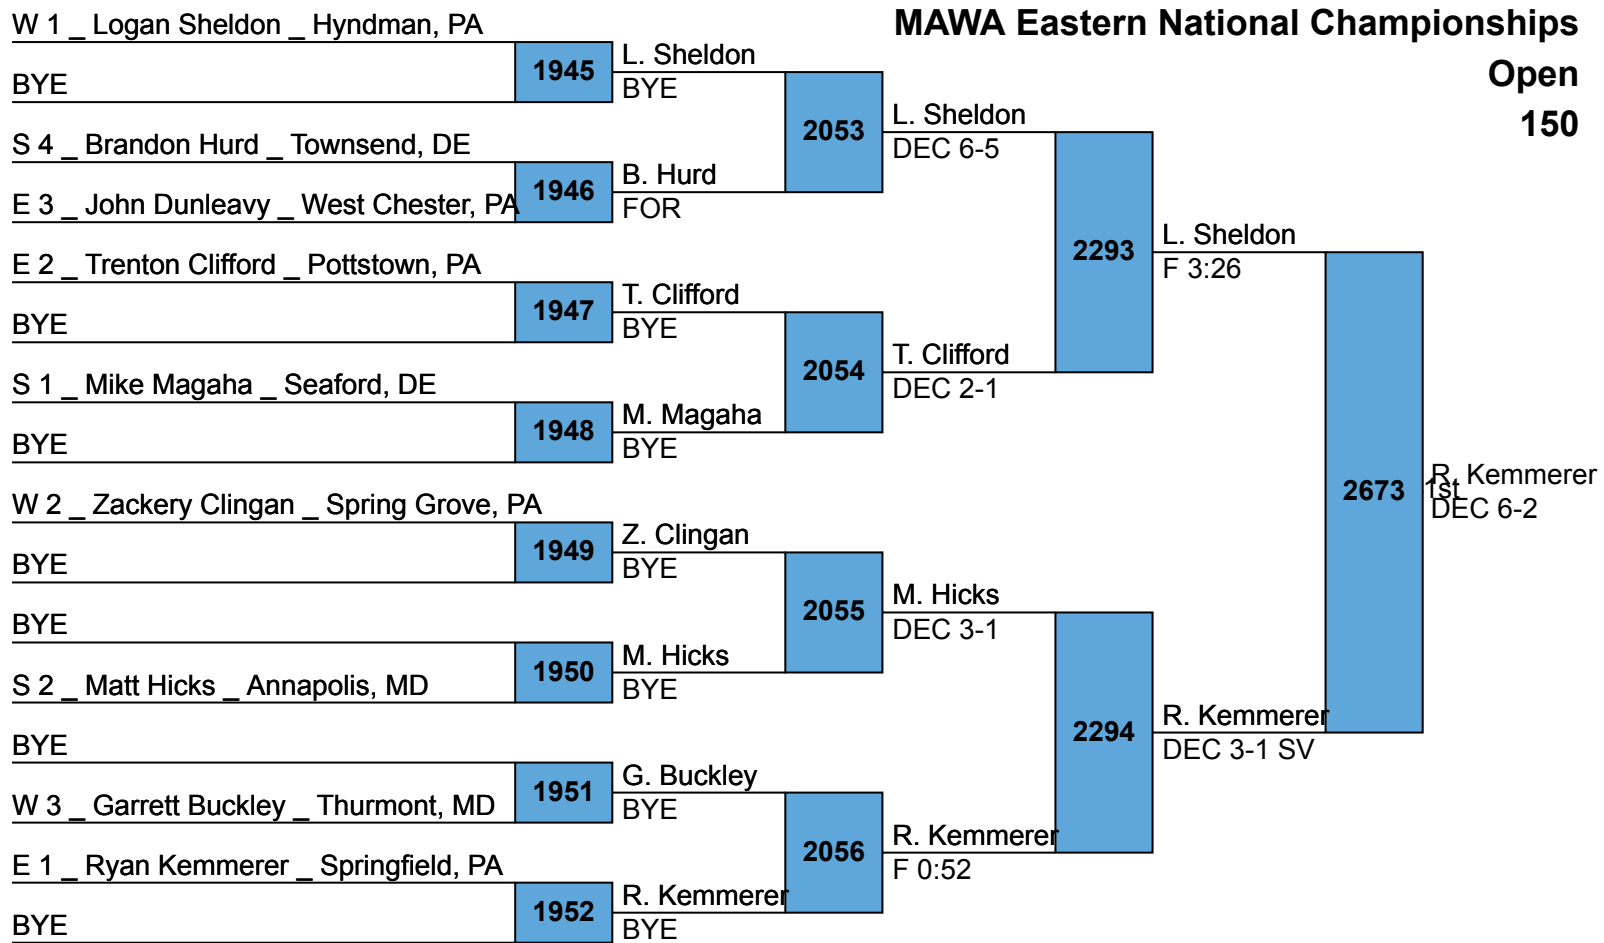 MAWA Eastern National Championships
Open
150
W 1 _ Logan Sheldon _ Hyndman, PA
BYE
S 4 _ Brandon Hurd _ Townsend, DE
E 3 _ John Dunleavy _ West Chester, PA
E 2 _ Trenton Clifford _ Pottstown, PA
BYE
S 1 _ Mike Magaha _ Seaford, DE
BYE
W 2 _ Zackery Clingan _ Spring Grove, PA
BYE
BYE
S 2 _ Matt Hicks _ Annapolis, MD
BYE
W 3 _ Garrett Buckley _ Thurmont, MD
E 1 _ Ryan Kemmerer _ Springfield, PA
BYE
1945
1946
1947
1948
1949
1950
1951
1952
L. Sheldon
BYE
B. Hurd
FOR
T. Clifford
BYE
M. Magaha
BYE
Z. Clingan
BYE
M. Hicks
BYE
G. Buckley
BYE
R. Kemmerer
BYE
2053
2054
2055
2056
L. Sheldon
DEC 6-5
T. Clifford
DEC 2-1
M. Hicks
DEC 3-1
R. Kemmerer
F 0:52
2293
2294
L. Sheldon
F 3:26
R. Kemmerer
DEC 3-1 SV
2673
R. Kemmerer
1st
DEC 6-2